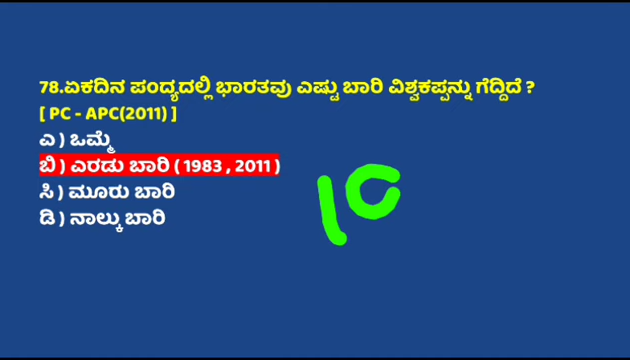 78.ಏಕದಿನ ಪಂದ್ಯದಲ್ಲಿ ಭಾರತವು ಎಷ್ಟು ಬಾರಿ ವಿಶ್ವಕಪ್ಪನ್ನು ಗೆದ್ದಿದೆ ?
[ PC - APC(2011) ]
ಎ ) ಒಮ್ಮೆ
ಬಿ ) ಎರಡು ಬಾರಿ ( 1983 , 2011 )
ಸಿ ) ಮೂರು ಬಾರಿ
ಡಿ ) ನಾಲ್ಕು ಬಾರಿ